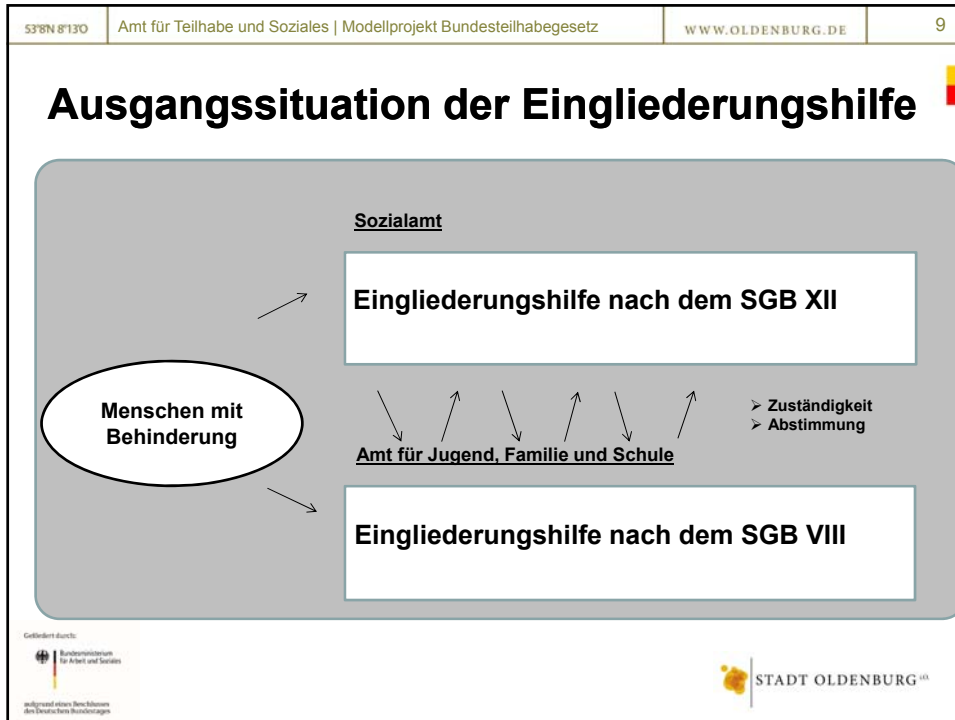 53°8'N 8°13'O
Amt für Teilhabe und Soziales | Modellprojekt Bundesteilhabegesetz
WWW.OLDENBURG.DE
9
Ausgangssituation der Eingliederungshilfe
Sozialamt
Eingliederungshilfe nach dem SGB XII
Menschen mit
Behinderung
➢ Zuständigkeit
➢ Abstimmung
Amt für Jugend, Familie und Schule
Eingliederungshilfe nach dem SGB VIII
Gefördert durch:
Bundesministerium
für Arbeit und Soziales
aufgrund eines Beschlusses
des Deutschen Bundestages
STADT OLDENBURG